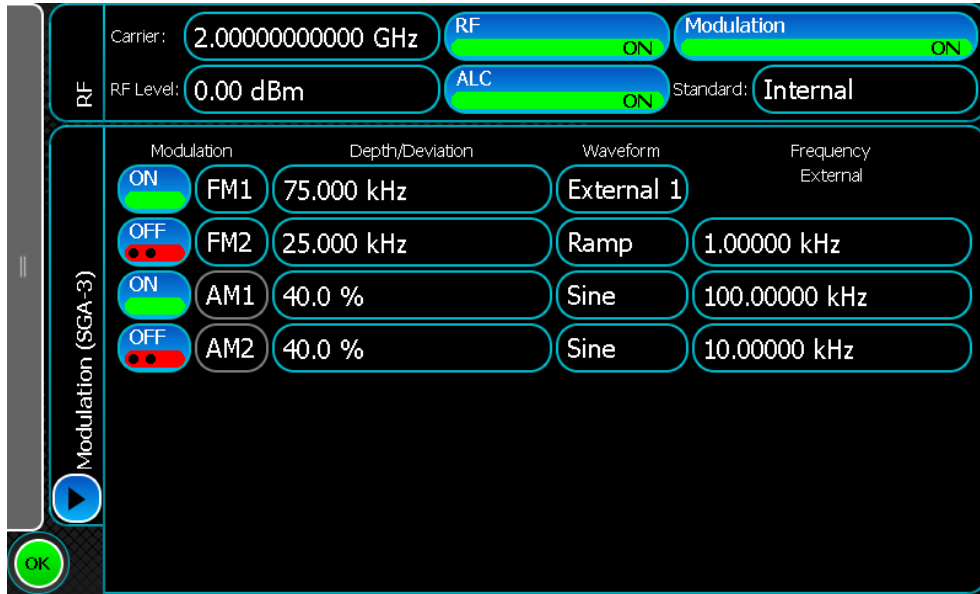 Carrier: 2.00000000000 GHz RF ON Modulation ON
RF Level: 0.00 dBm ALC ON Standard: Internal
RF
Modulation Depth/Deviation Waveform Frequency
ON FM1 75.000 kHz External 1 External
OFF FM2 25.000 kHz Ramp 1.00000 kHz
ON AM1 40.0 % Sine 100.00000 kHz
OFF AM2 40.0 % Sine 10.00000 kHz
Modulation (SGA-3)
OK